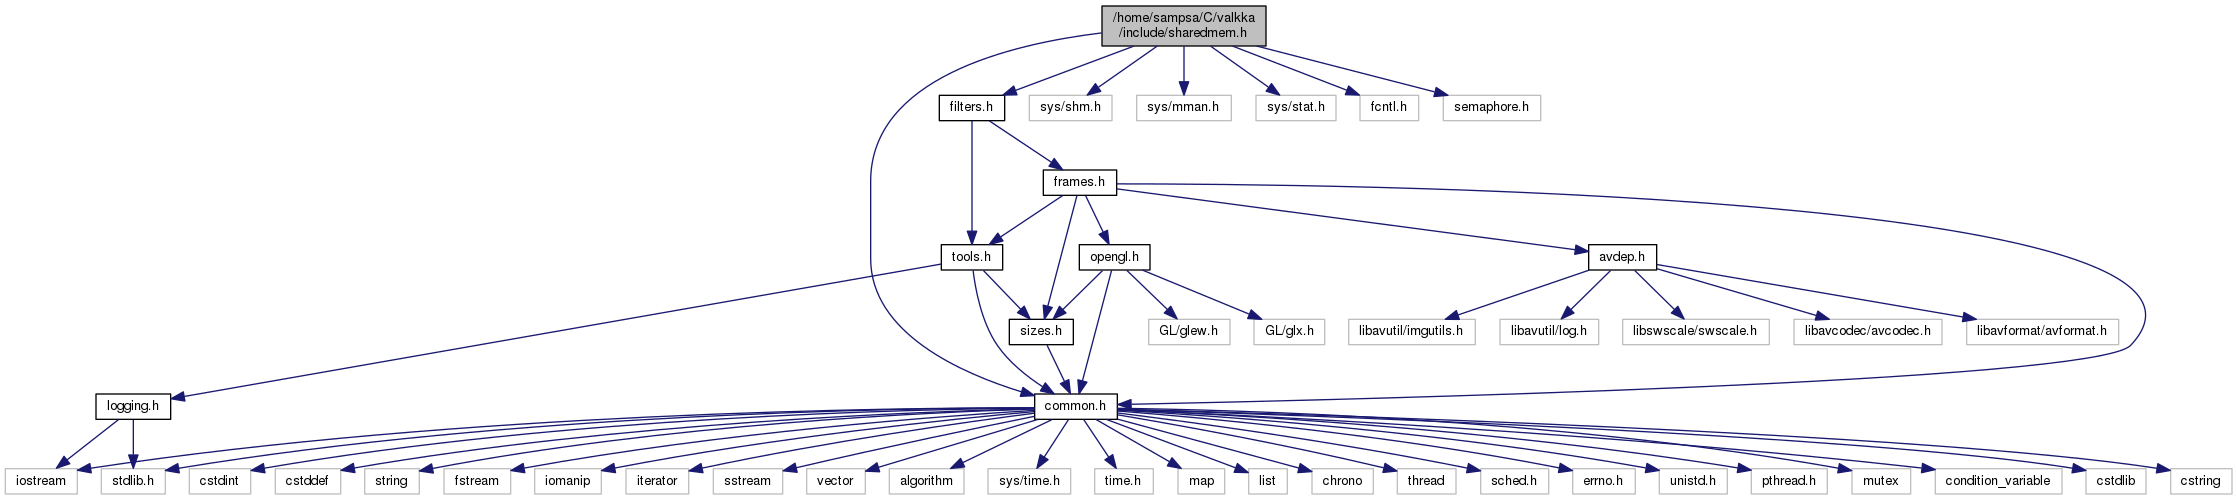 /home/sampsa/C/valkka
/include/sharedmem.h
filters.h
sys/shm.h
sys/mman.h
sys/stat.h
fcntl.h
semaphore.h
frames.h
tools.h
opengl.h
avdep.h
sizes.h
GL/glew.h
GL/glx.h
libavutil/imgutils.h
libavutil/log.h
libswscale/swscale.h
libavcodec/avcodec.h
libavformat/avformat.h
logging.h
common.h
iostream
stdlib.h
cstdint
cstddef
string
fstream
iomanip
iterator
sstream
vector
algorithm
sys/time.h
time.h
map
list
chrono
thread
sched.h
errno.h
unistd.h
pthread.h
mutex
condition_variable
cstdlib
cstring